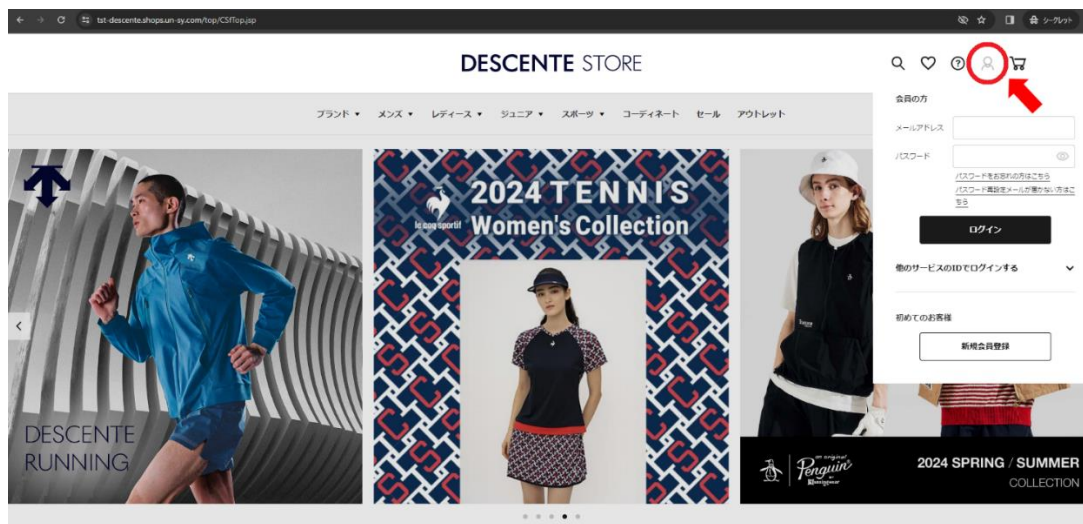 tst-descente.shops.un-sy.com/top/CSfTop.jsp
シークレット
DESCENTE STORE
ブランド ▼ メンズ ▼ レディース ▼ ジュニア ▼ スポーツ ▼ コーディネート セール アウトレット
会員の方
メールアドレス
パスワード
パスワードをお忘れの方はこちら
パスワード再設定メールが届かない方はこ
ちら
ログイン
他のサービスのIDでログインする
初めてのお客様
新規会員登録
DESCENTE
RUNNING
2024 TENNIS
le coq sportif
Women's Collection
an original
Penguin
by Munsingwear
2024 SPRING / SUMMER
COLLECTION